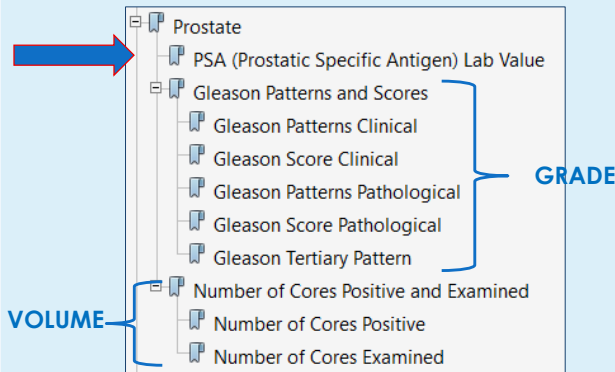 Prostate
PSA (Prostatic Specific Antigen) Lab Value
Gleason Patterns and Scores
Gleason Patterns Clinical
Gleason Score Clinical
Gleason Patterns Pathological
GRADE
Gleason Score Pathological
Gleason Tertiary Pattern
Number of Cores Positive and Examined
VOLUME
Number of Cores Positive
Number of Cores Examined